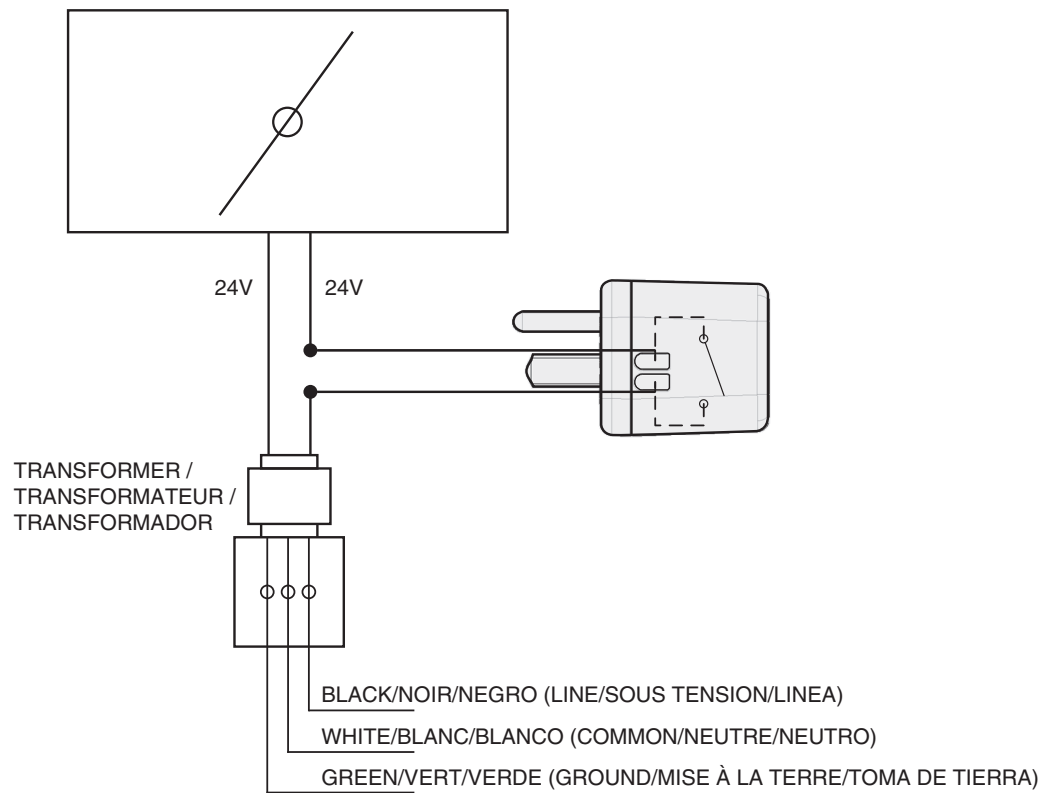 24V
24V
TRANSFORMER /
TRANSFORMATEUR /
TRANSFORMADOR
BLACK/NOIR/NEGRO (LINE/SOUS TENSION/LINEA)
WHITE/BLANC/BLANCO (COMMON/NEUTRE/NEUTRO)
GREEN/VERT/VERDE (GROUND/MISE À LA TERRE/TOMA DE TIERRA)